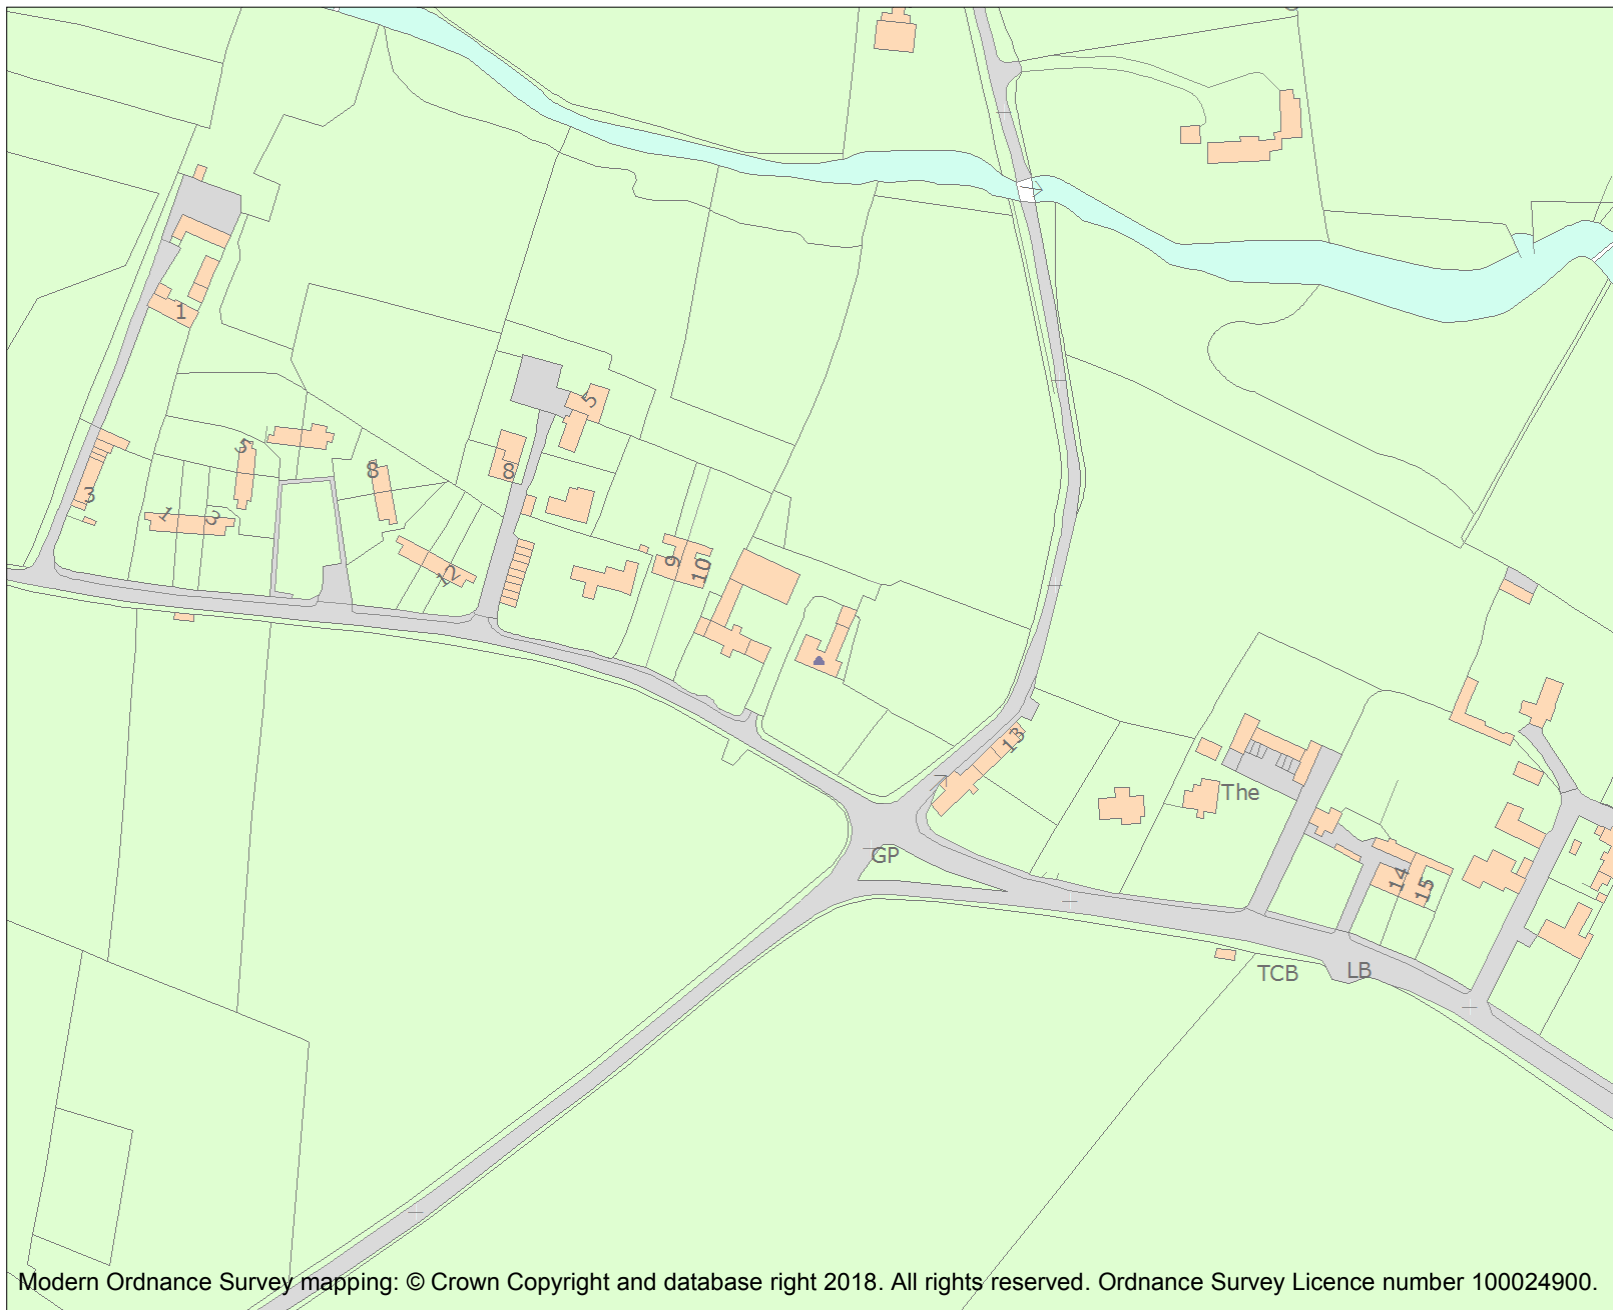 1
5
5
8
8
3
1
3
12
9
10
13
The
GP
14
15
TCB
LB
Modern Ordnance Survey mapping: © Crown Copyright and database right 2018. All rights reserved. Ordnance Survey Licence number 100024900.